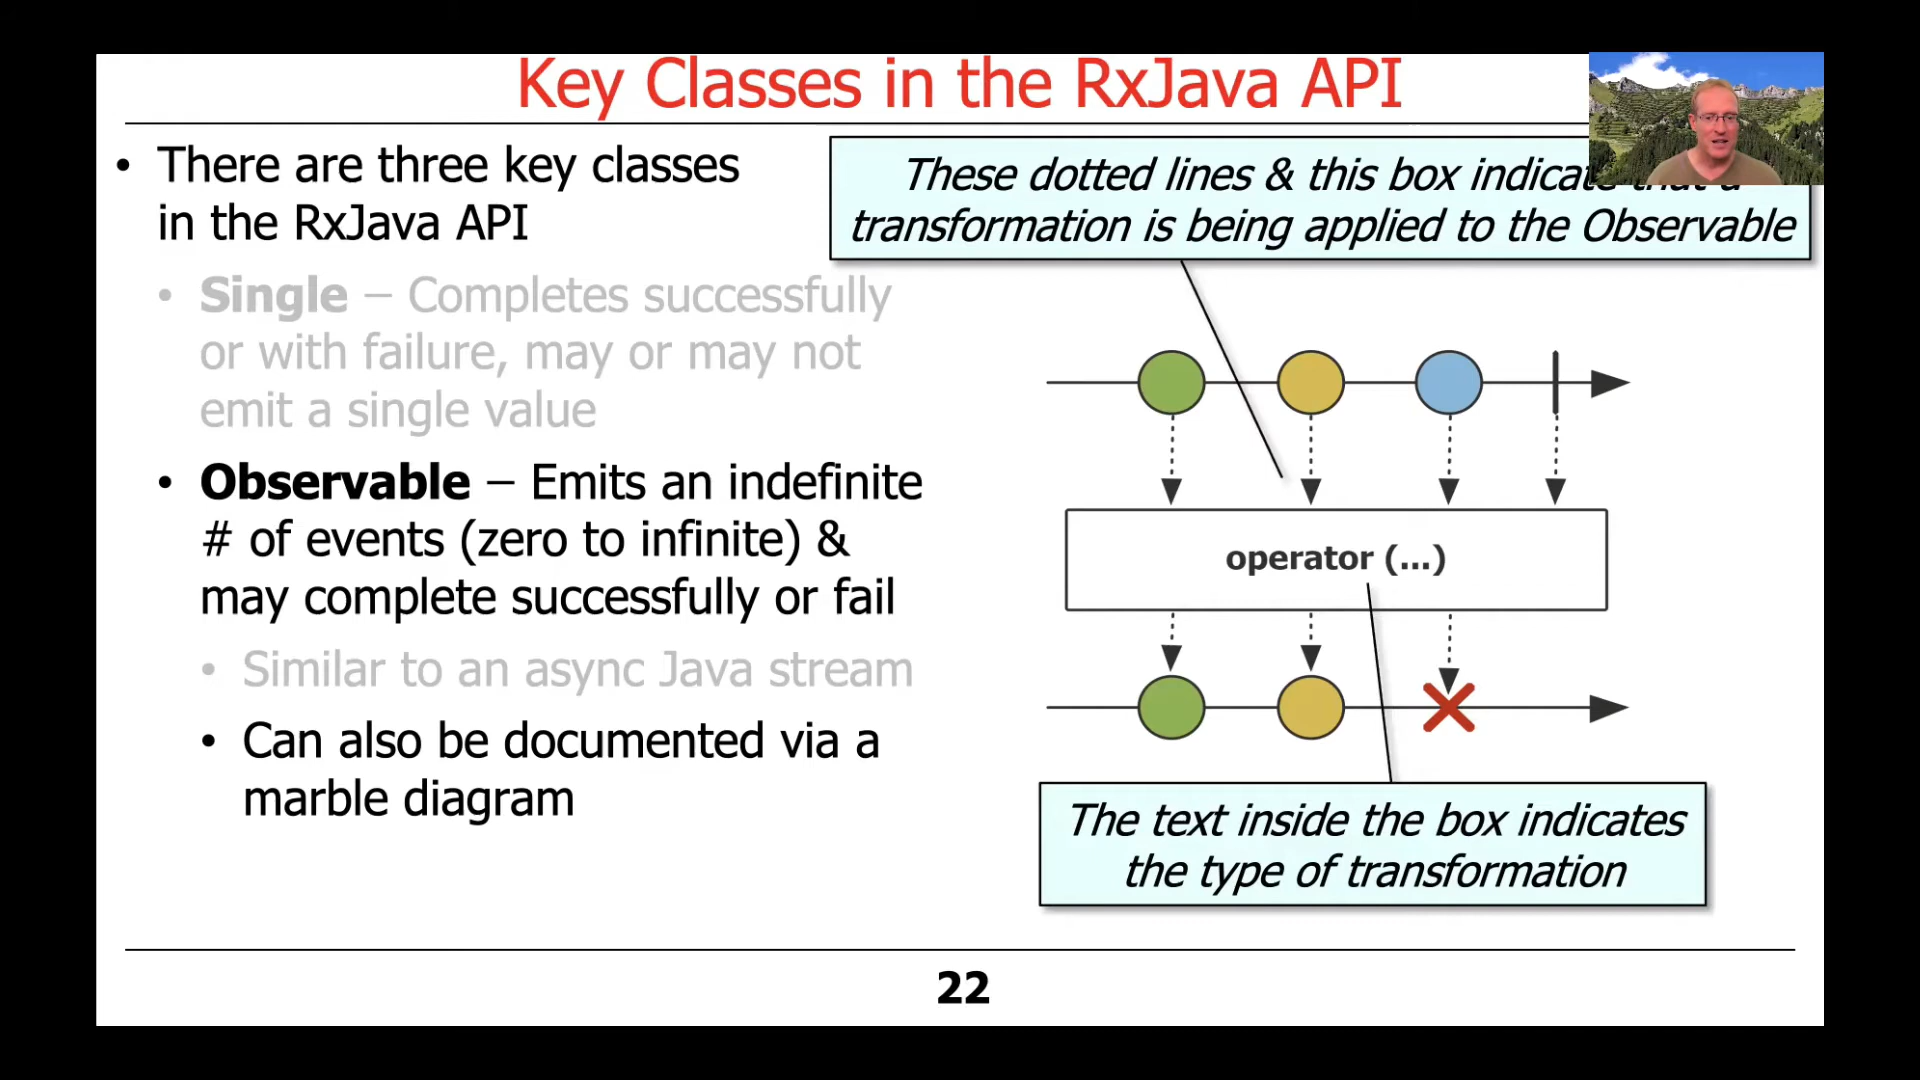 Key Classes in the RxJava API
• There are three key classes
in the RxJava API
• Single – Completes successfully
or with failure, may or may not
emit a single value
• Observable – Emits an indefinite
# of events (zero to infinite) &
may complete successfully or fail
• Similar to an async Java stream
• Can also be documented via a
marble diagram
These dotted lines & this box indicate that a
transformation is being applied to the Observable
operator (...)
The text inside the box indicates
the type of transformation
22